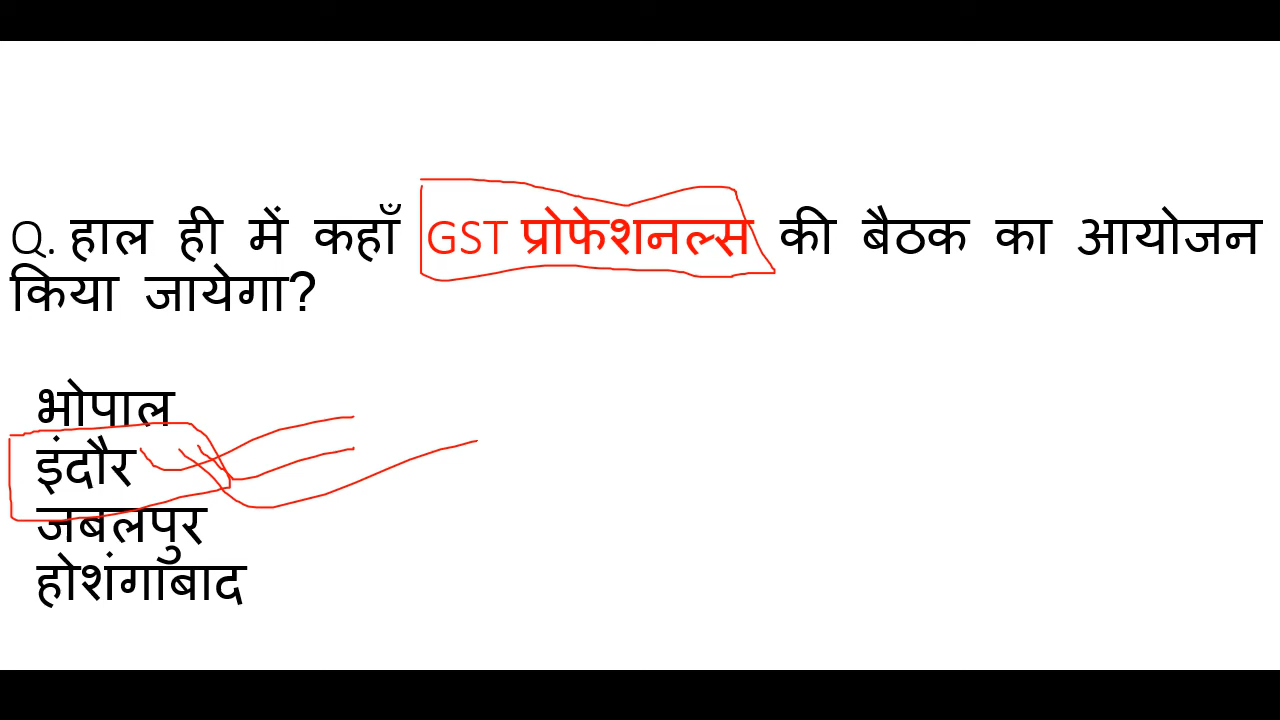 Q. हाल ही में कहाँ GST प्रोफेशनल्स की बैठक का आयोजन
किया जायेगा?
भोपाल
इंदौर
जबलपुर
होशंगाबाद